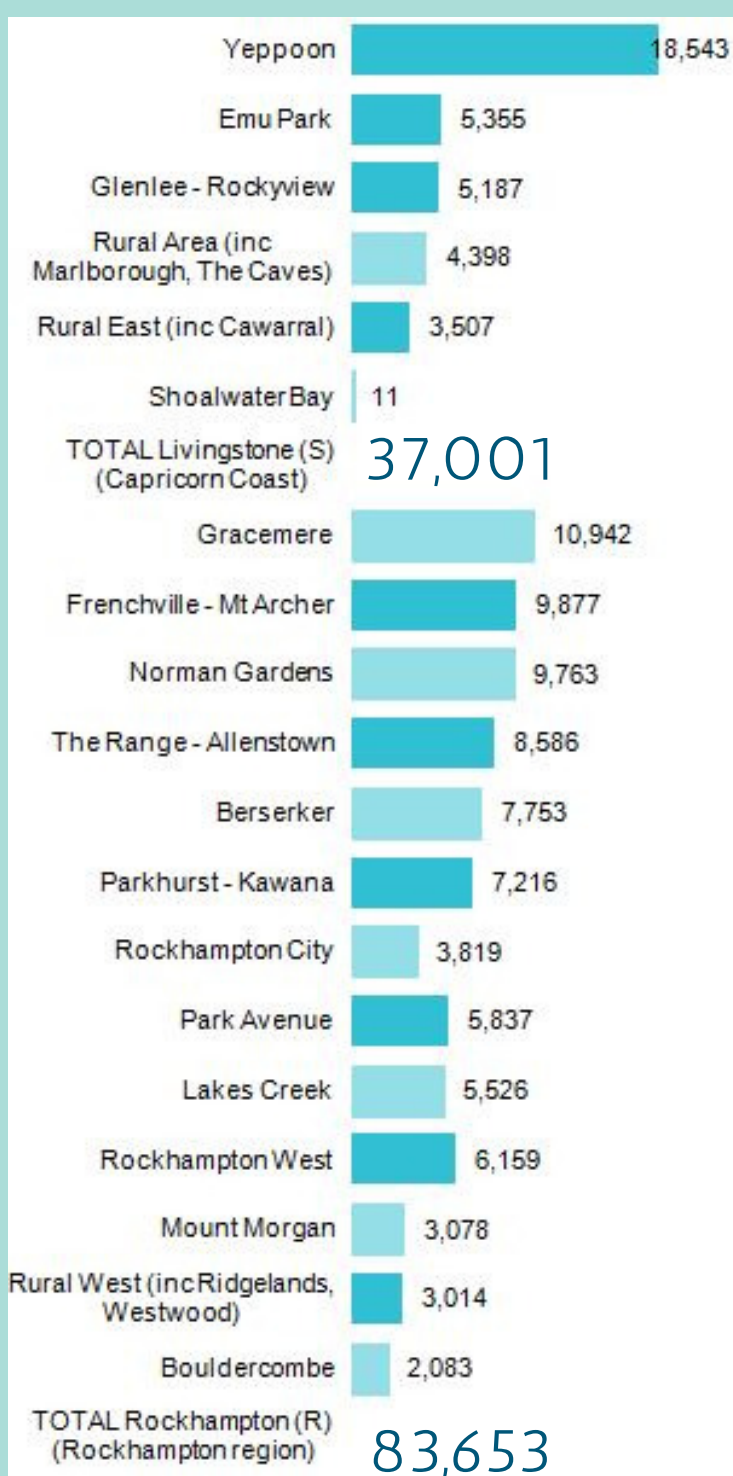 Yeppoon 18,543
Emu Park 5,355
Glenlee - Rockyview 5,187
Rural Area (inc
Marlborough, The Caves) 4,398
Rural East (inc Cawarral) 3,507
Shoalwater Bay 11
TOTAL Livingstone (S)
(Capricorn Coast) 37,001
Gracemere 10,942
Frenchville - Mt Archer 9,877
Norman Gardens 9,763
The Range - Allenstown 8,586
Berserker 7,753
Parkhurst - Kawana 7,216
Rockhampton City 3,819
Park Avenue 5,837
Lakes Creek 5,526
Rockhampton West 6,159
Mount Morgan 3,078
Rural West (inc Ridgelands,
Westwood) 3,014
Bouldercombe 2,083
TOTAL Rockhampton (R)
(Rockhampton region) 83,653